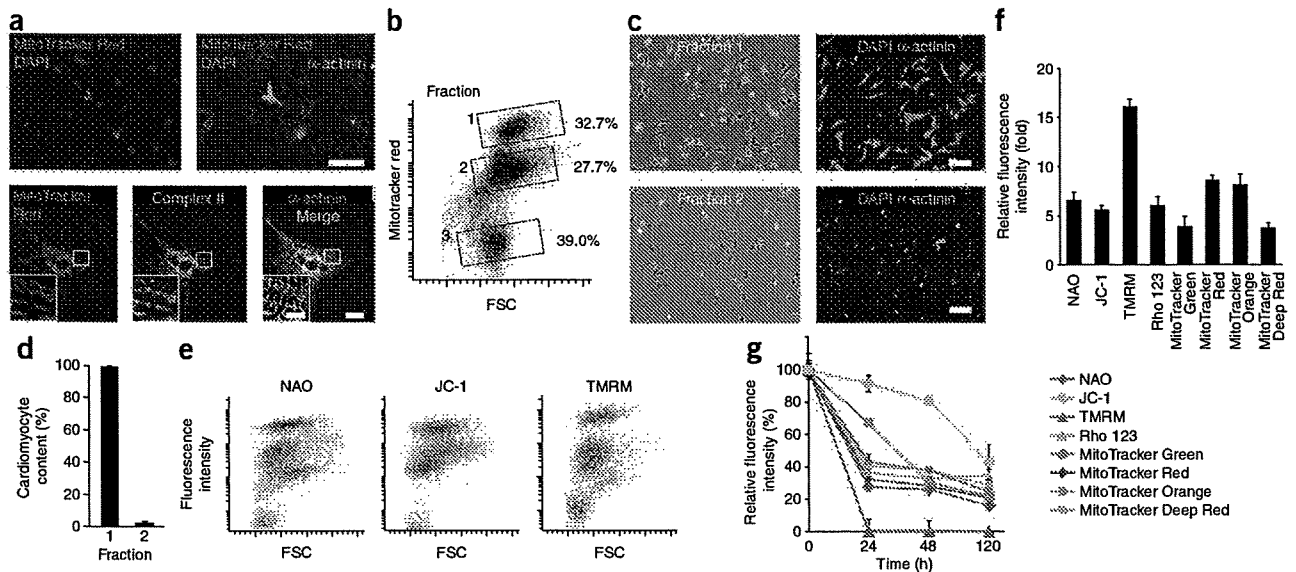 a
MitoTracker Red
DAPI
MitoTracker Red
DAPI
α-actinin
MitoTracker
Red
Complex II
α-actinin
Merge
b
Fraction
1
2
3
32.7%
27.7%
39.0%
Mitotracker red
FSC
c
Fraction 1
DAPI α-actinin
Fraction 2
DAPI α-actinin
d
Cardiomyocyte
content (%)
100
80
60
40
20
0
1 2
Fraction
e
NAO
JC-1
TMRM
Fluorescence
intensity
FSC
FSC
FSC
f
Relative fluorescence
intensity (fold)
20
15
10
5
0
NAO
JC-1
TMRM
Rho 123
MitoTracker
Green
MitoTracker
Red
MitoTracker
Orange
MitoTracker
Deep Red
g
Relative fluorescence
intensity (%)
100
80
60
40
20
0
0 24 48 120
Time (h)
NAO
JC-1
TMRM
Rho 123
MitoTracker Green
MitoTracker Red
MitoTracker Orange
MitoTracker Deep Red